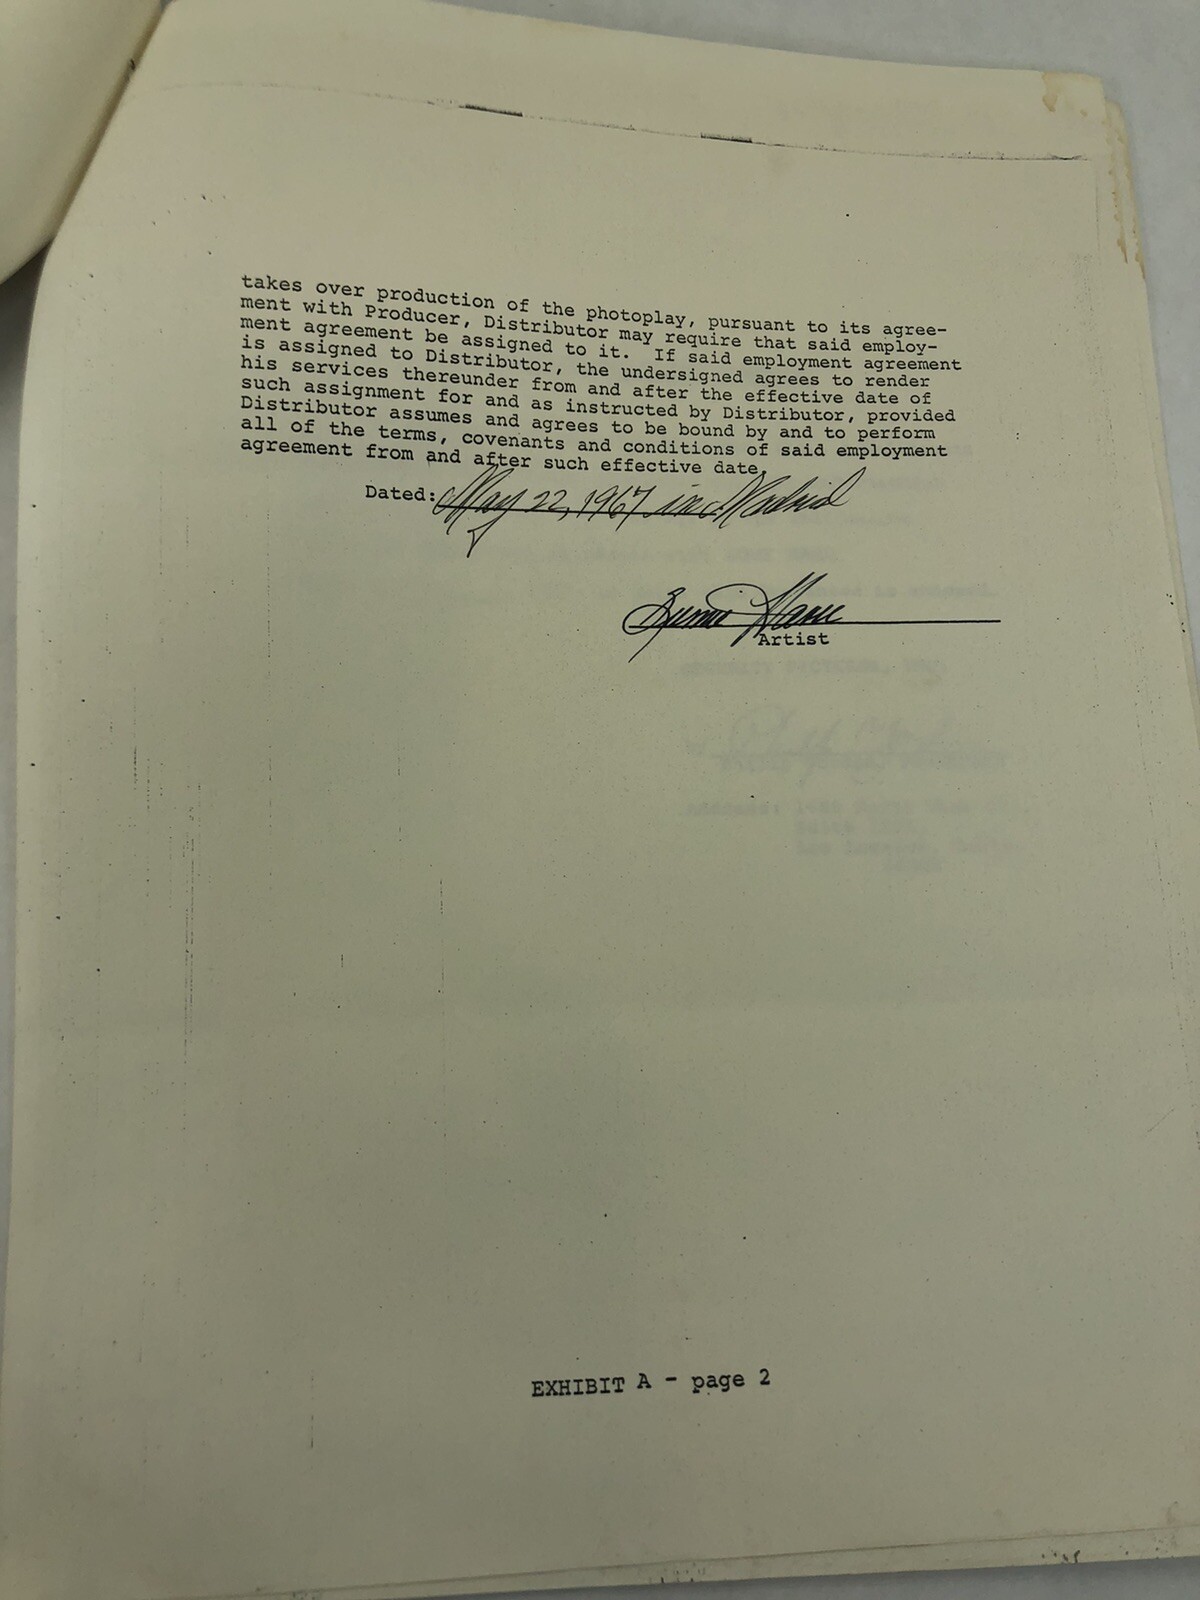 takes over production of the photoplay, pursuant to its agree-
ment with Producer, Distributor may require that said employ-
ment agreement be assigned to it.  If said employment agreement
is assigned to Distributor, the undersigned agrees to render
his services thereunder from and after the effective date of
such assignment for and as instructed by Distributor, provided
Distributor assumes and agrees to be bound by and to perform
all of the terms, covenants and conditions of said employment
agreement from and after such effective date.
Dated: May 22, 1967 in Madrid
Artist
EXHIBIT A - page 2